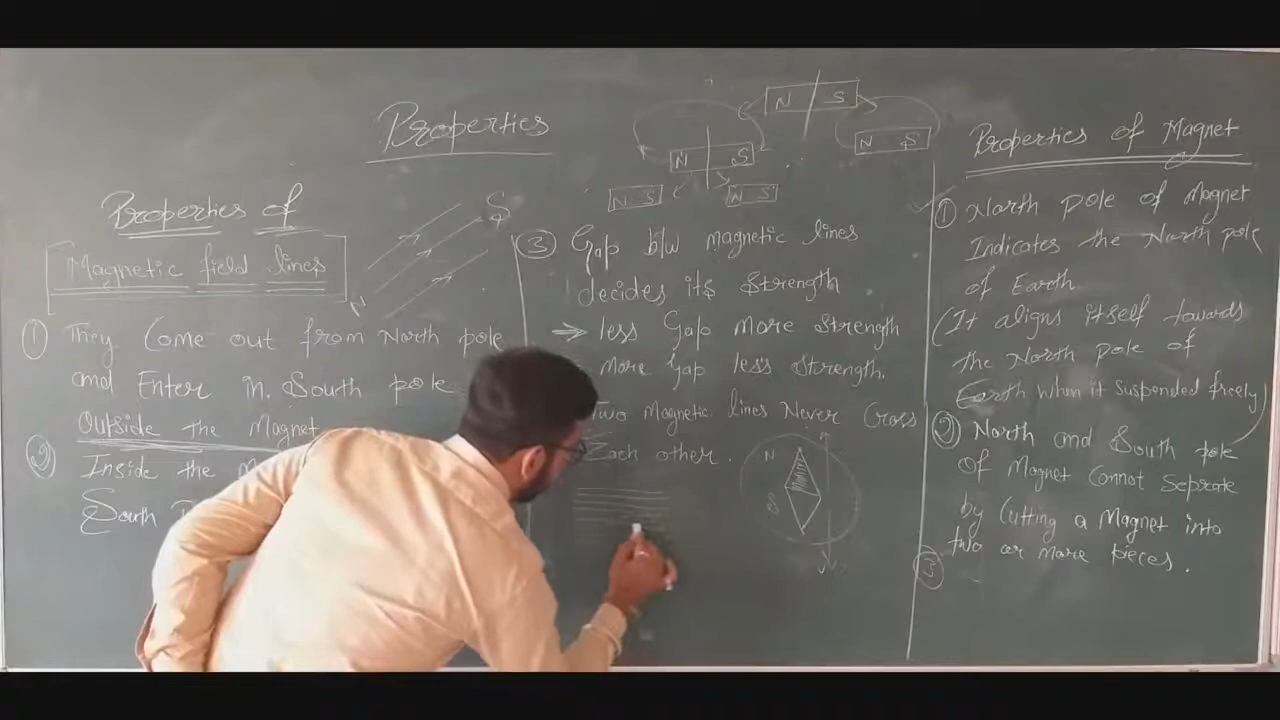 Properties
N S
N S
N S
N S
N S
Properties of
Magnetic field lines
S
N
① They Come out from North pole
and Enter in South pole
Outside the Magnet
② Inside the
South
③ Gap b/w magnetic lines
decides its Strength
⇒ less Gap more Strength
more Gap less Strength.
Two Magnetic lines Never Cross
Each other.
N
S
Properties of Magnet
① North pole of Magnet
Indicates the North pole
of Earth
(It aligns itself towards
the North pole of
Earth when it suspended freely)
② North and South pole
of Magnet Cannot Seprate
by Cutting a Magnet into
two or more pieces.
③